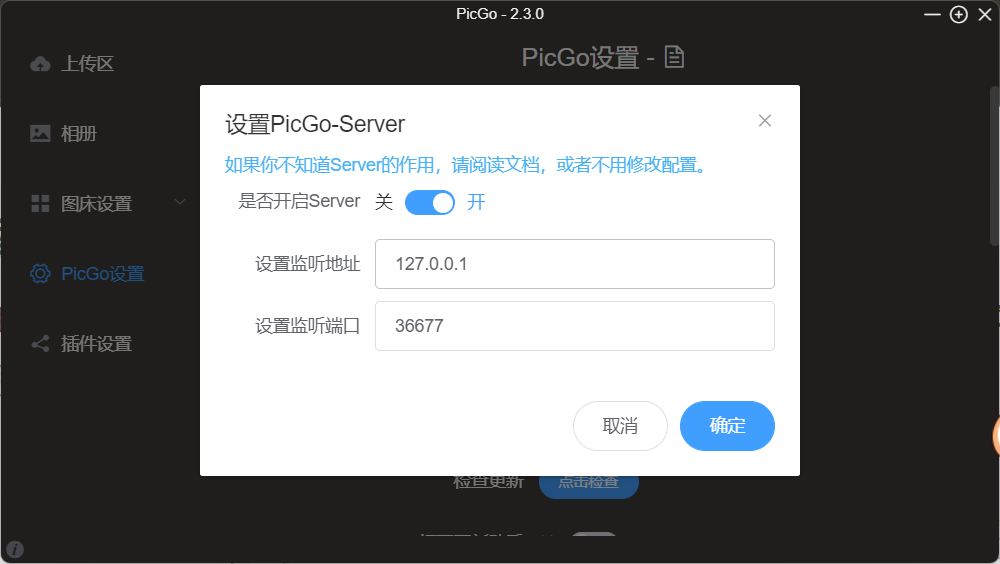 PicGo - 2.3.0
上传区
相册
图床设置
PicGo设置
插件设置
PicGo设置 -
设置PicGo-Server
如果你不知道Server的作用，请阅读文档，或者不用修改配置。
是否开启Server 关 开
设置监听地址 127.0.0.1
设置监听端口 36677
取消 确定
检查更新 点击检查